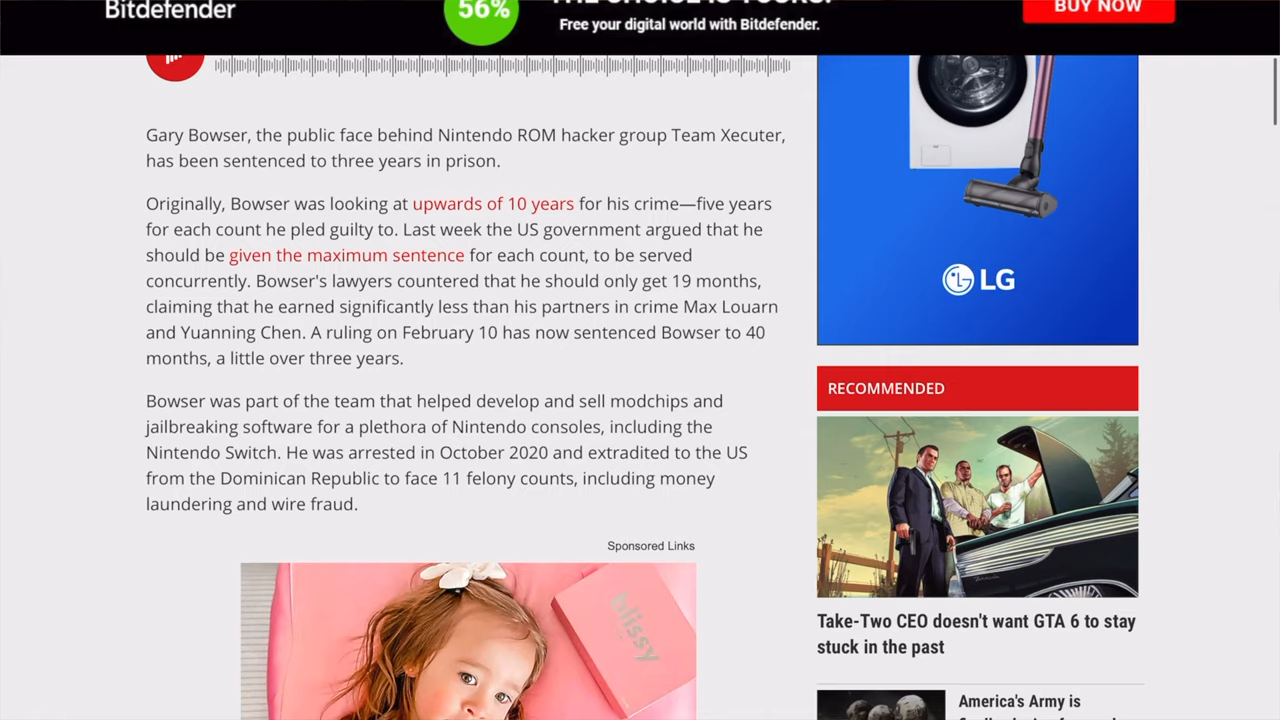 Bitdefender
56%
THE CHOICE IS YOURS!
Free your digital world with Bitdefender.
BUY NOW
Gary Bowser, the public face behind Nintendo ROM hacker group Team Xecuter,
has been sentenced to three years in prison.
Originally, Bowser was looking at upwards of 10 years for his crime—five years
for each count he pled guilty to. Last week the US government argued that he
should be given the maximum sentence for each count, to be served
concurrently. Bowser's lawyers countered that he should only get 19 months,
claiming that he earned significantly less than his partners in crime Max Louarn
and Yuanning Chen. A ruling on February 10 has now sentenced Bowser to 40
months, a little over three years.
Bowser was part of the team that helped develop and sell modchips and
jailbreaking software for a plethora of Nintendo consoles, including the
Nintendo Switch. He was arrested in October 2020 and extradited to the US
from the Dominican Republic to face 11 felony counts, including money
laundering and wire fraud.
Sponsored Links
blissy
LG
RECOMMENDED
Take-Two CEO doesn't want GTA 6 to stay
stuck in the past
America's Army is